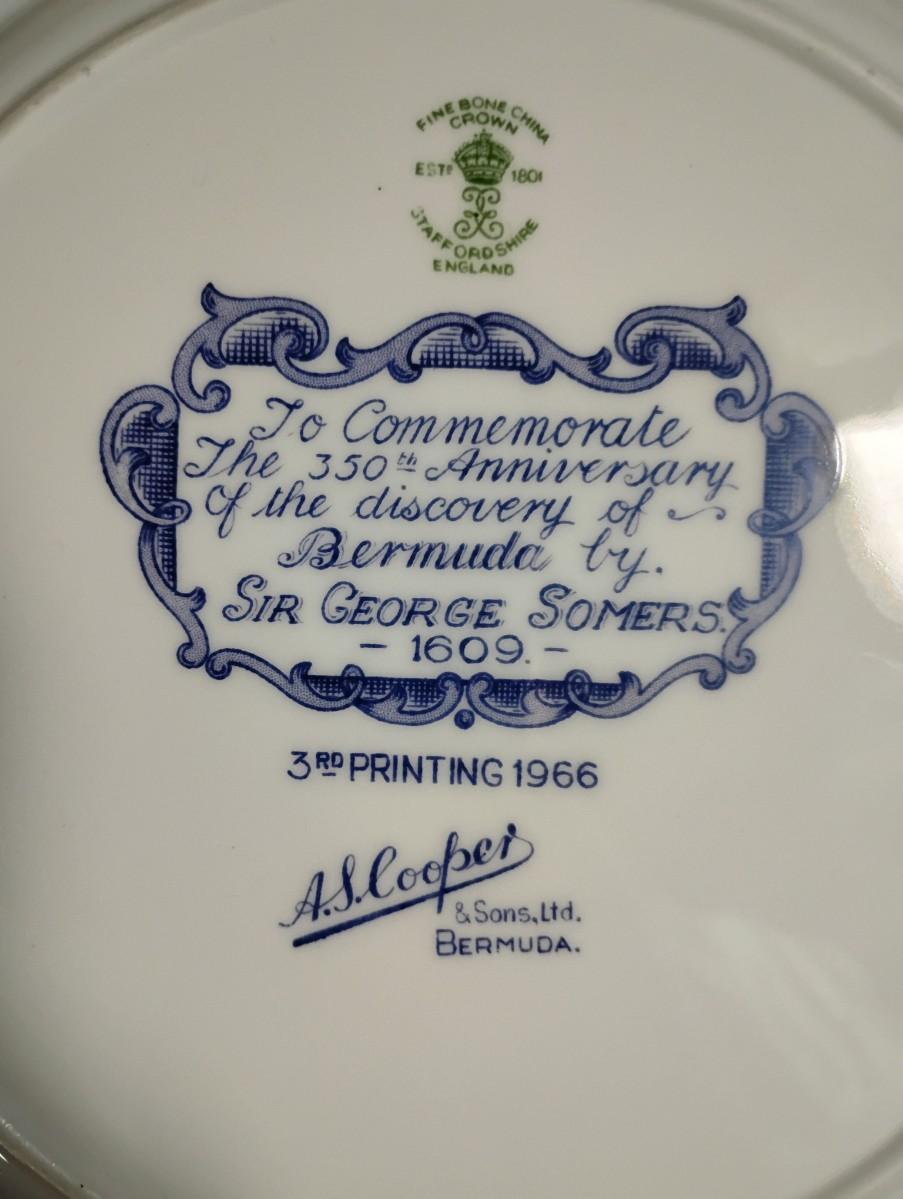 FINE BONE CHINA
CROWN
ESTD 1801
STAFFORDSHIRE
ENGLAND
To Commemorate
The 350th Anniversary
Of the discovery of
Bermuda by.
SIR GEORGE SOMERS.
- 1609. -
3RD PRINTING 1966
A.S. Cooper
& Sons, Ltd.
BERMUDA.